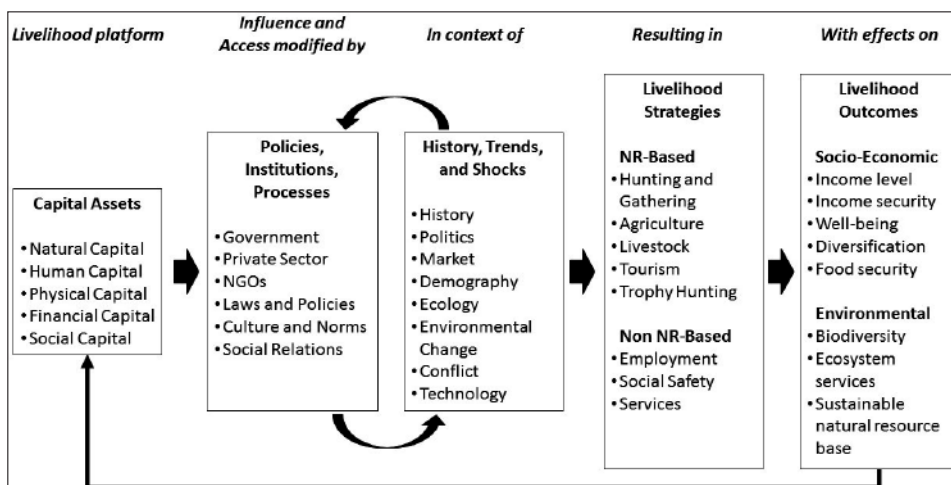 Livelihood platform
Influence and
Access modified by
In context of
Resulting in
With effects on
Capital Assets
• Natural Capital
• Human Capital
• Physical Capital
• Financial Capital
• Social Capital
Policies,
Institutions,
Processes
• Government
• Private Sector
• NGOs
• Laws and Policies
• Culture and Norms
• Social Relations
History, Trends,
and Shocks
• History
• Politics
• Market
• Demography
• Ecology
• Environmental
Change
• Conflict
• Technology
Livelihood
Strategies
NR-Based
• Hunting and
Gathering
• Agriculture
• Livestock
• Tourism
• Trophy Hunting
Non NR-Based
• Employment
• Social Safety
• Services
Livelihood
Outcomes
Socio-Economic
• Income level
• Income security
• Well-being
• Diversification
• Food security
Environmental
• Biodiversity
• Ecosystem
services
• Sustainable
natural resource
base